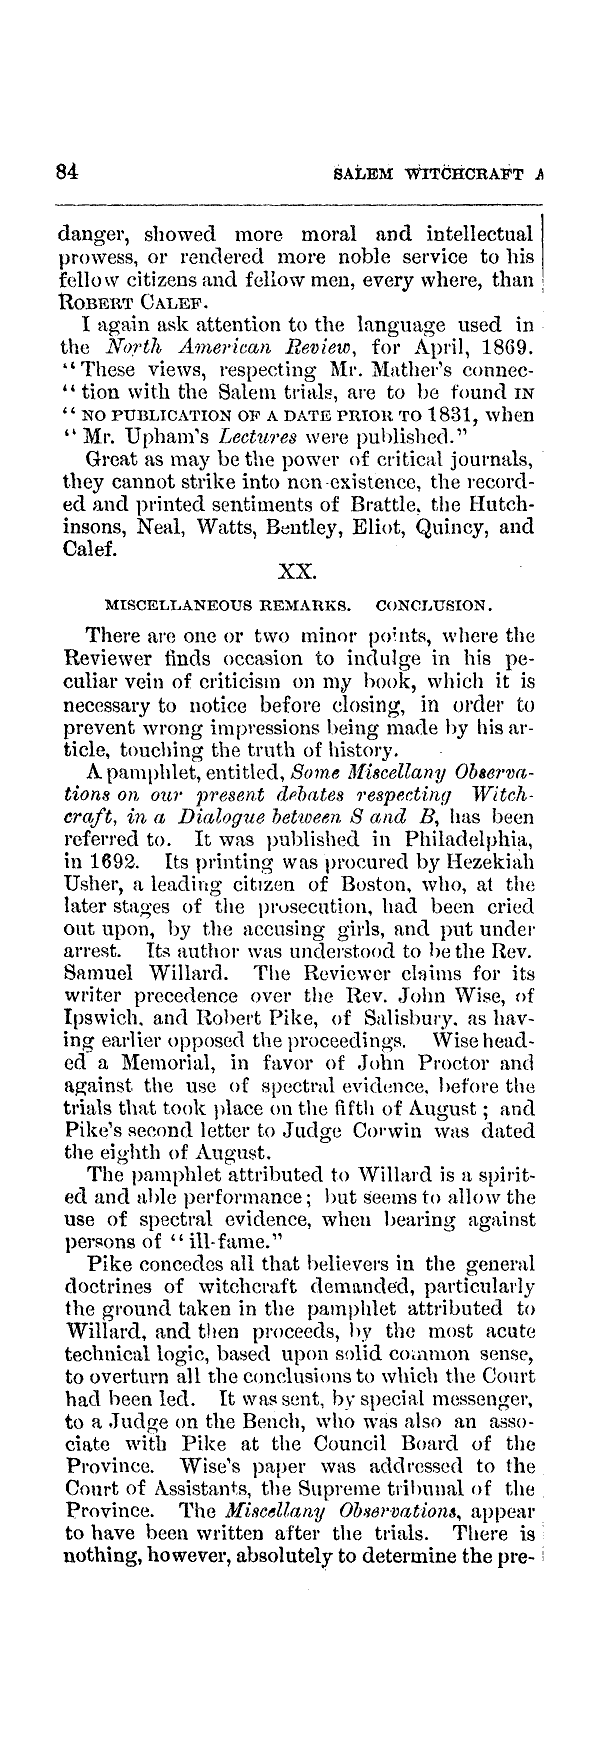 84 SALEM WITCHCRAFT A
danger, showed more moral and intellectual
prowess, or rendered more noble service to his
fellow citizens and fellow men, every where, than
ROBERT CALEF.
I again ask attention to the language used in
the North American Review, for April, 1869.
“These views, respecting Mr. Mather's connec-
“tion with the Salem trials, are to be found IN
“NO PUBLICATION OF A DATE PRIOR TO 1831, when
“Mr. Upham's Lectures were published.”
Great as may be the power of critical journals,
they cannot strike into non-existence, the record-
ed and printed sentiments of Brattle, the Hutch-
insons, Neal, Watts, Bentley, Eliot, Quincy, and
Calef.
XX.
MISCELLANEOUS REMARKS. CONCLUSION.
There are one or two minor points, where the
Reviewer finds occasion to indulge in his pe-
culiar vein of criticism on my book, which it is
necessary to notice before closing, in order to
prevent wrong impressions being made by his ar-
ticle, touching the truth of history.
A pamphlet, entitled, Some Miscellany Observa-
tions on our present debates respecting Witch-
craft, in a Dialogue between S and B, has been
referred to. It was published in Philadelphia,
in 1692. Its printing was procured by Hezekiah
Usher, a leading citizen of Boston, who, at the
later stages of the prosecution, had been cried
out upon, by the accusing girls, and put under
arrest. Its author was understood to be the Rev.
Samuel Willard. The Reviewer claims for its
writer precedence over the Rev. John Wise, of
Ipswich, and Robert Pike, of Salisbury, as hav-
ing earlier opposed the proceedings. Wise head-
ed a Memorial, in favor of John Proctor and
against the use of spectral evidence, before the
trials that took place on the fifth of August; and
Pike's second letter to Judge Corwin was dated
the eighth of August.
The pamphlet attributed to Willard is a spirit-
ed and able performance; but seems to allow the
use of spectral evidence, when bearing against
persons of “ill-fame.”
Pike concedes all that believers in the general
doctrines of witchcraft demanded, particularly
the ground taken in the pamphlet attributed to
Willard, and then proceeds, by the most acute
technical logic, based upon solid common sense,
to overturn all the conclusions to which the Court
had been led. It was sent, by special messenger,
to a Judge on the Bench, who was also an asso-
ciate with Pike at the Council Board of the
Province. Wise's paper was addressed to the
Court of Assistants, the Supreme tribunal of the
Province. The Miscellany Observations, appear
to have been written after the trials. There is
nothing, however, absolutely to determine the pre-